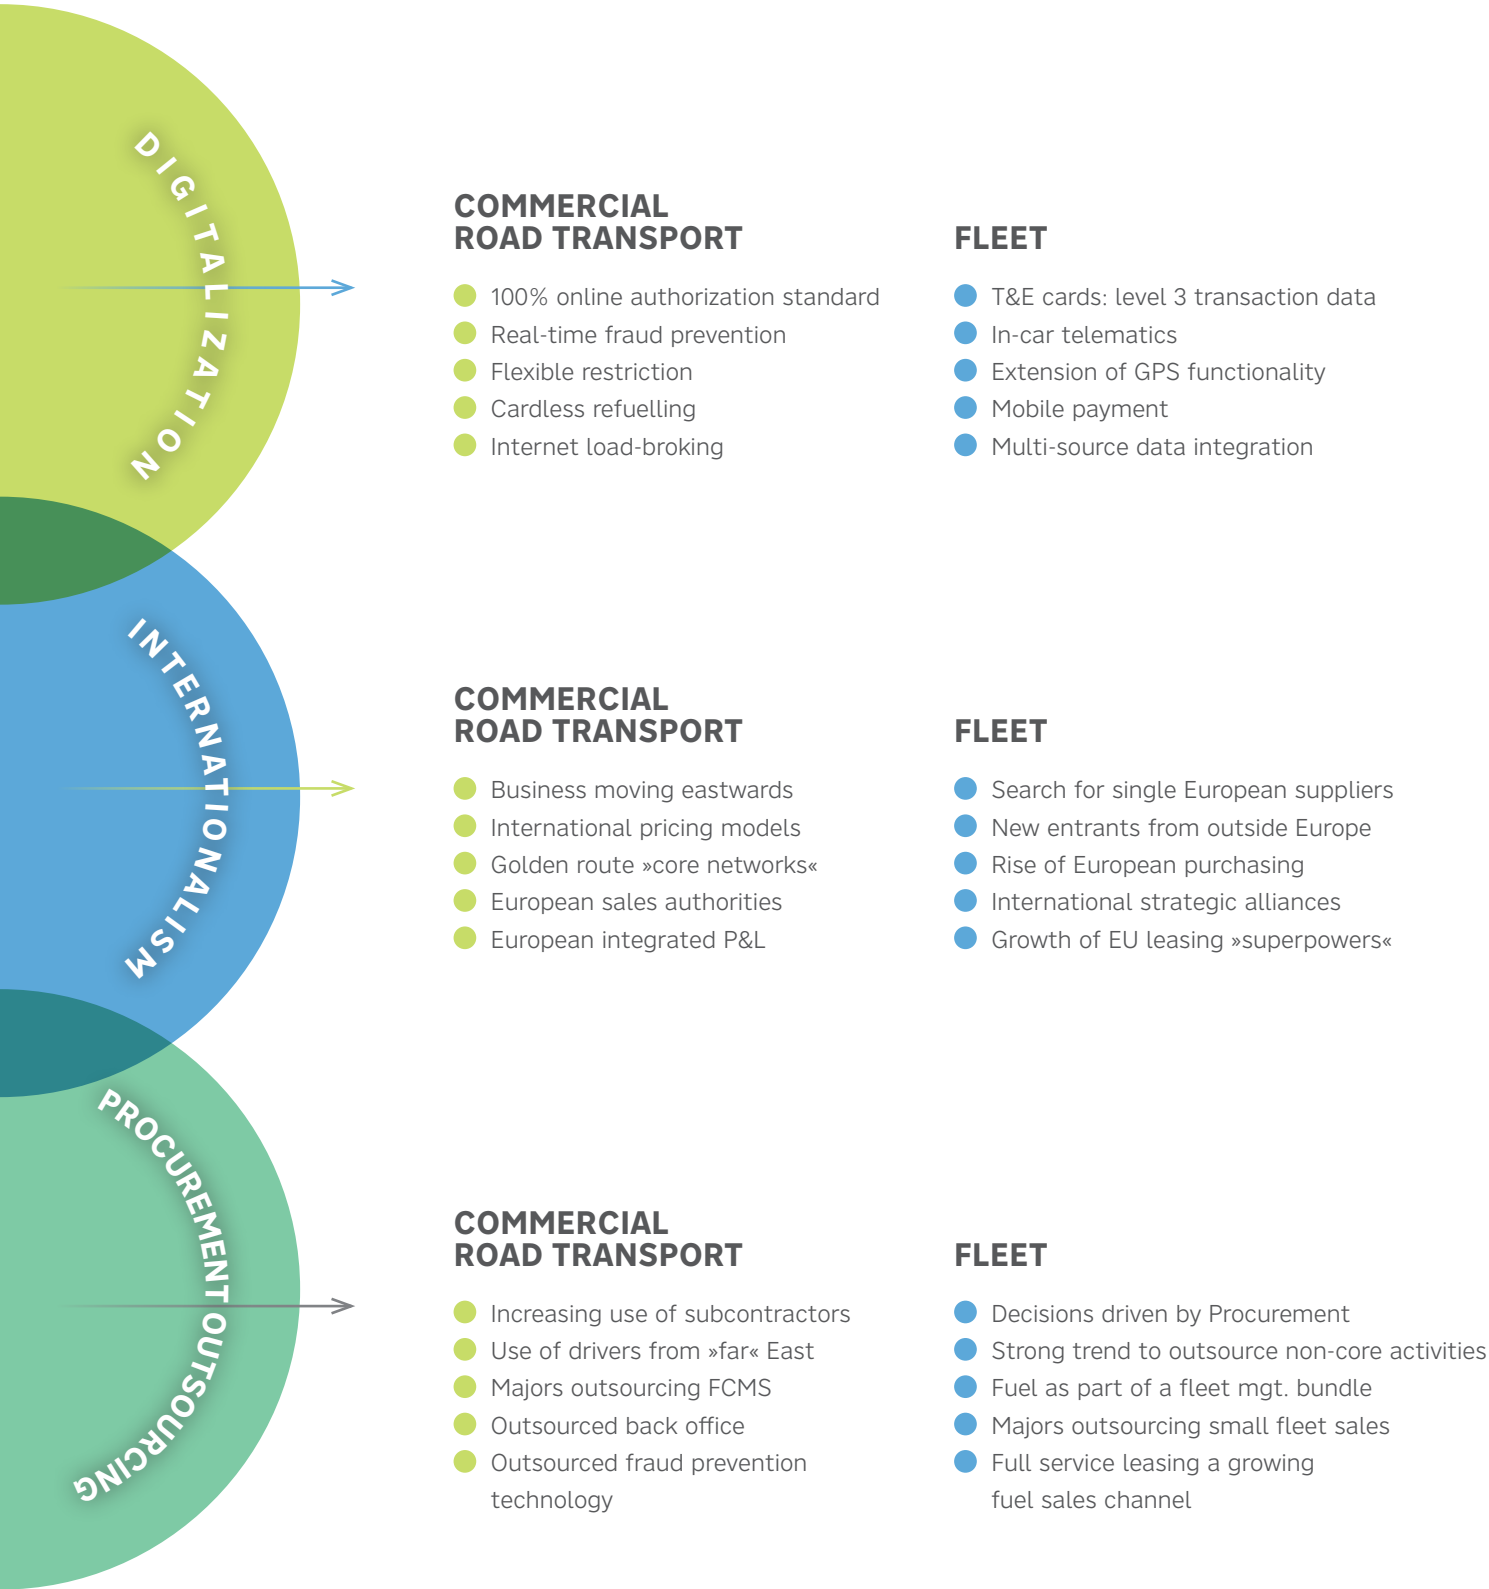 DIGITALIZATION
COMMERCIAL
ROAD TRANSPORT
100% online authorization standard
Real-time fraud prevention
Flexible restriction
Cardless refuelling
Internet load-broking
FLEET
T&E cards: level 3 transaction data
In-car telematics
Extension of GPS functionality
Mobile payment
Multi-source data integration
INTERNATIONALISM
COMMERCIAL
ROAD TRANSPORT
Business moving eastwards
International pricing models
Golden route »core networks«
European sales authorities
European integrated P&L
FLEET
Search for single European suppliers
New entrants from outside Europe
Rise of European purchasing
International strategic alliances
Growth of EU leasing »superpowers«
PROCUREMENT OUTSOURCING
COMMERCIAL
ROAD TRANSPORT
Increasing use of subcontractors
Use of drivers from »far« East
Majors outsourcing FCMS
Outsourced back office
Outsourced fraud prevention
technology
FLEET
Decisions driven by Procurement
Strong trend to outsource non-core activities
Fuel as part of a fleet mgt. bundle
Majors outsourcing small fleet sales
Full service leasing a growing
fuel sales channel